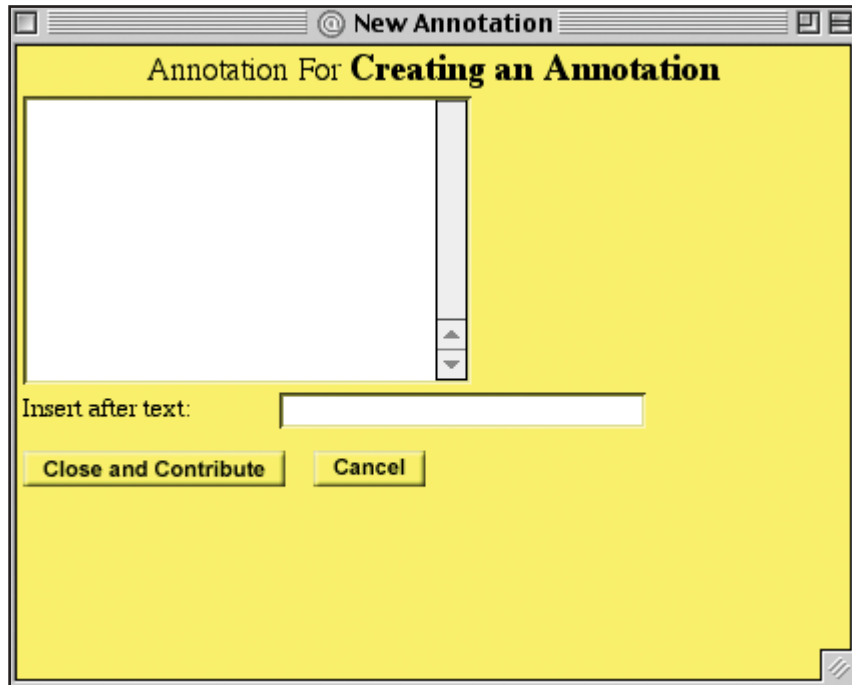 New Annotation
Annotation For Creating an Annotation
Insert after text:
Close and Contribute Cancel